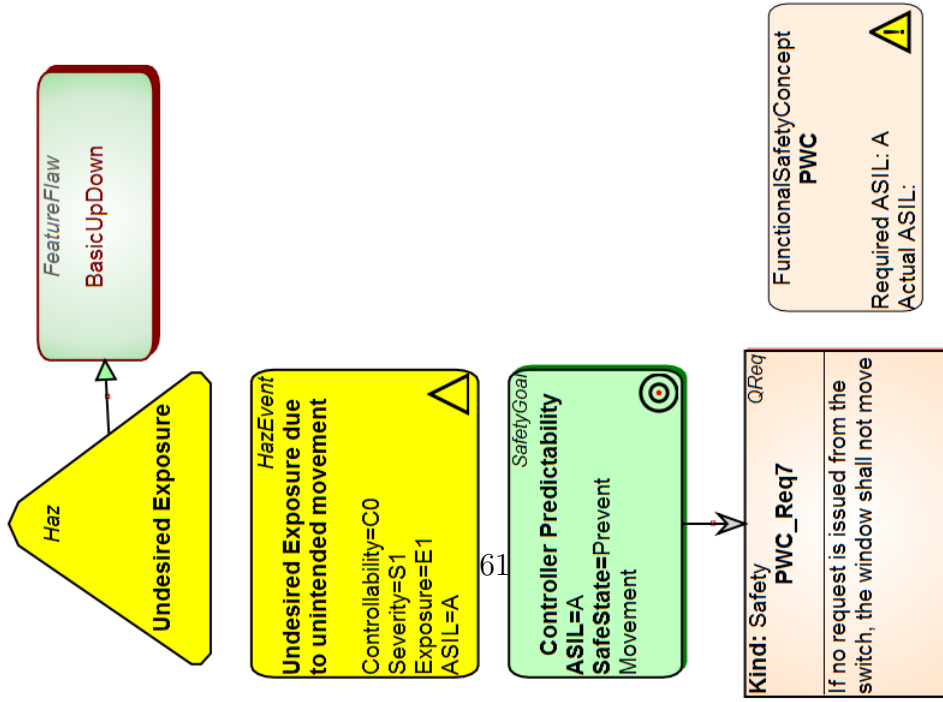 FeatureFlaw
BasicUpDown
Haz
Undesired Exposure
HazEvent
Undesired Exposure due
to unintended movement
Controllability=C0
Severity=S1
Exposure=E1
ASIL=A
61
SafetyGoal
Controller Predictability
ASIL=A
SafeState=Prevent
Movement
QReq
Kind: Safety
PWC_Req7
If no request is issued from the
switch, the window shall not move
FunctionalSafetyConcept
PWC
Required ASIL: A
Actual ASIL: